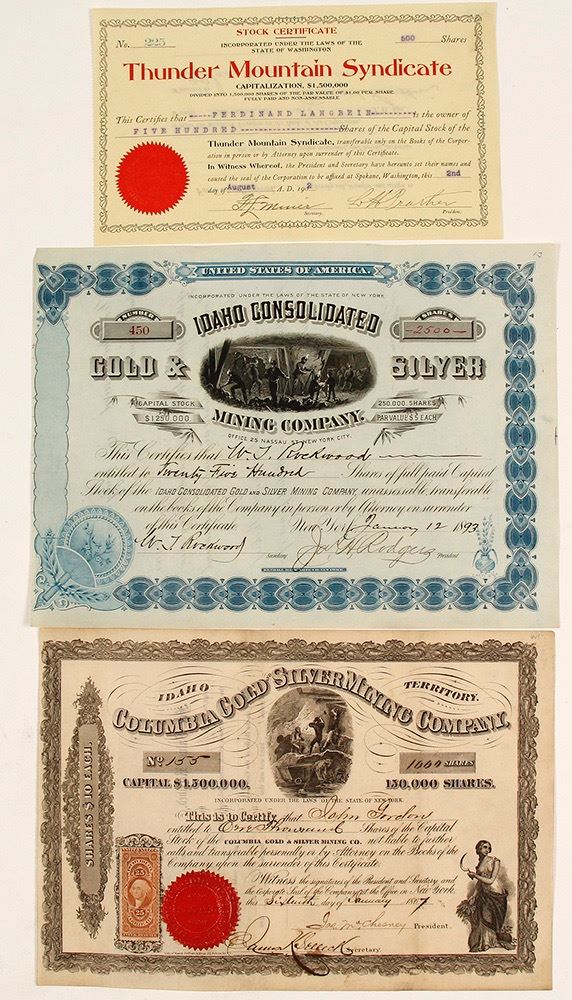 STOCK CERTIFICATE
No. 225
500 Shares
INCORPORATED UNDER THE LAWS OF THE
STATE OF WASHINGTON
Thunder Mountain Syndicate
CAPITALIZATION, $1,500,000
DIVIDED INTO 1,500,000 SHARES OF THE PAR VALUE OF $1.00 PER SHARE
FULLY PAID AND NON-ASSESSABLE
This Certifies that ----FERDINAND LANGREIN---------- is the owner of
FIVE HUNDRED-------------------- Shares of the Capital Stock of the
Thunder Mountain Syndicate, transferable only on the Books of the Corpor-
ation in person or by Attorney upon surrender of this Certificate.
In Witness Whereof, the President and Secretary have hereunto set their names and
caused the seal of the Corporation to be affixed at Spokane, Washington, this 2nd
day of August A. D. 1902
Secretary.
President.
UNITED STATES OF AMERICA.
INCORPORATED UNDER THE LAWS OF THE STATE OF NEW YORK
NUMBER
450
IDAHO CONSOLIDATED
SHARES
-2500-
GOLD & SILVER
CAPITAL STOCK
$1,250,000
250,000 SHARES
PAR VALUE $5 EACH
MINING COMPANY.
OFFICE 25 NASSAU ST. NEW YORK CITY.
This Certifies that W. T. Rockwood
entitled to Twenty Five Hundred Shares of full paid Capital
Stock of the IDAHO CONSOLIDATED GOLD AND SILVER MINING COMPANY, unassessable, transferable
on the books of the Company in person or by Attorney on surrender
of this Certificate New York January 12 1893
W. T. Rockwood Secretary Jas H Rodgers President
IDAHO TERRITORY.
COLUMBIA GOLD & SILVER MINING COMPANY,
No 155
1000 SHARES
CAPITAL $1,500,000.
150,000 SHARES.
SHARES $10 EACH.
INCORPORATED UNDER THE LAWS OF THE STATE OF NEW-YORK.
This is to Certify that John Gordon
entitled to One Thousand Shares of the Capital
Stock of the COLUMBIA GOLD & SILVER MINING CO. not liable to further
calls and transferable personally or by Attorney on the Books of the
Company upon the surrender of this Certificate.
Witness the signatures of the President and Secretary and
the Corporate Seal of the Company at the Office in New York.
this Sixteenth day of January 1867
Jas McChesney President.
Secretary.
25 25